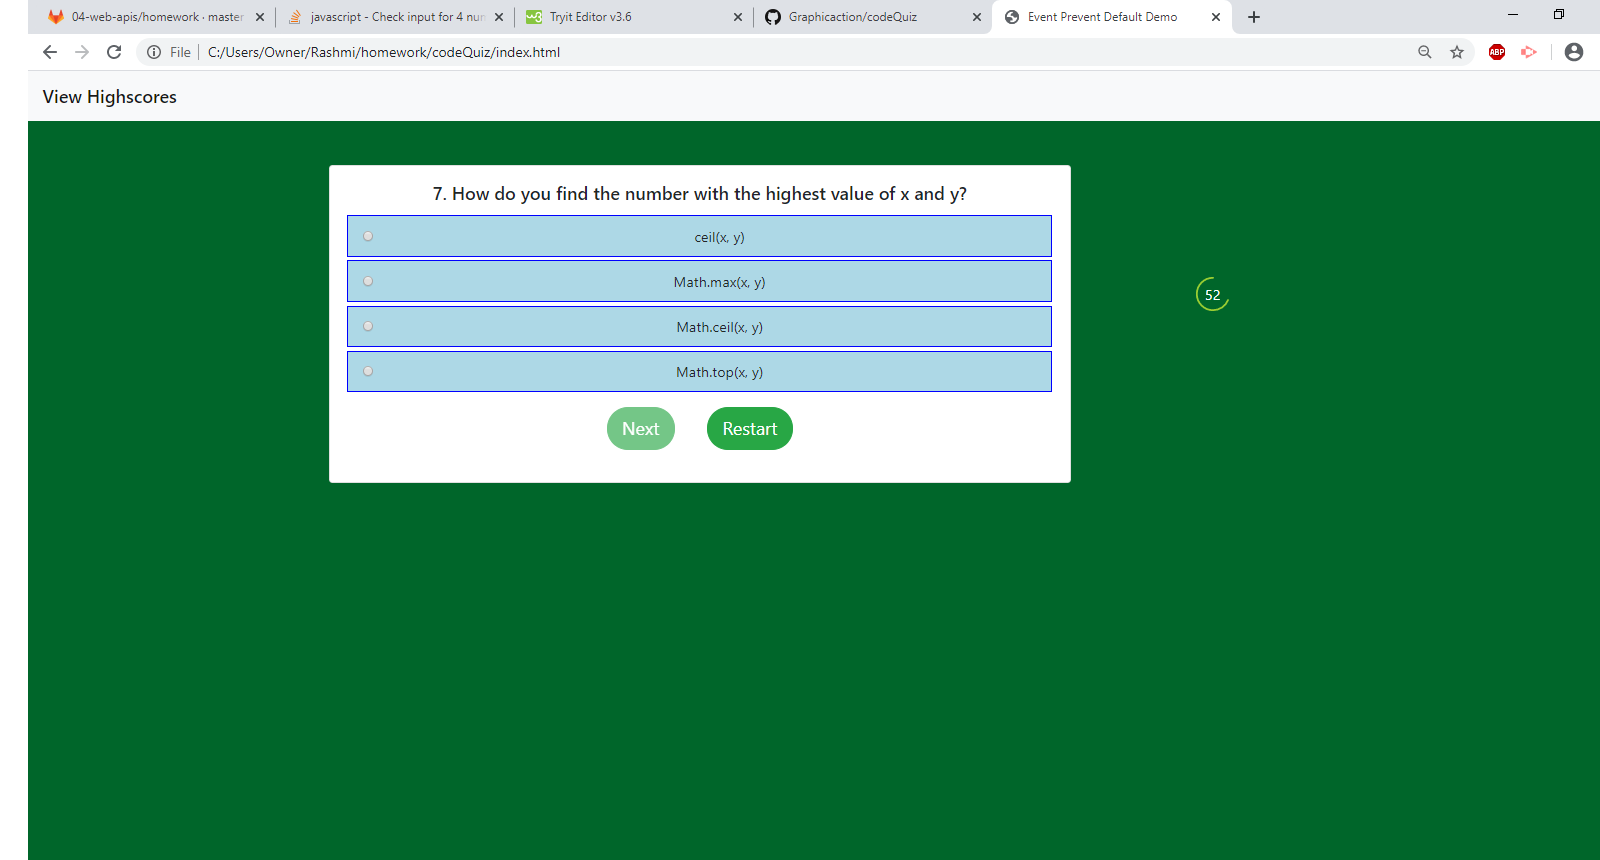 04-web-apis/homework · master
javascript - Check input for 4 num
Tryit Editor v3.6
Graphicaction/codeQuiz
Event Prevent Default Demo
File
C:/Users/Owner/Rashmi/homework/codeQuiz/index.html
ABP
View Highscores
7. How do you find the number with the highest value of x and y?
ceil(x, y)
Math.max(x, y)
52
Math.ceil(x, y)
Math.top(x, y)
Next
Restart